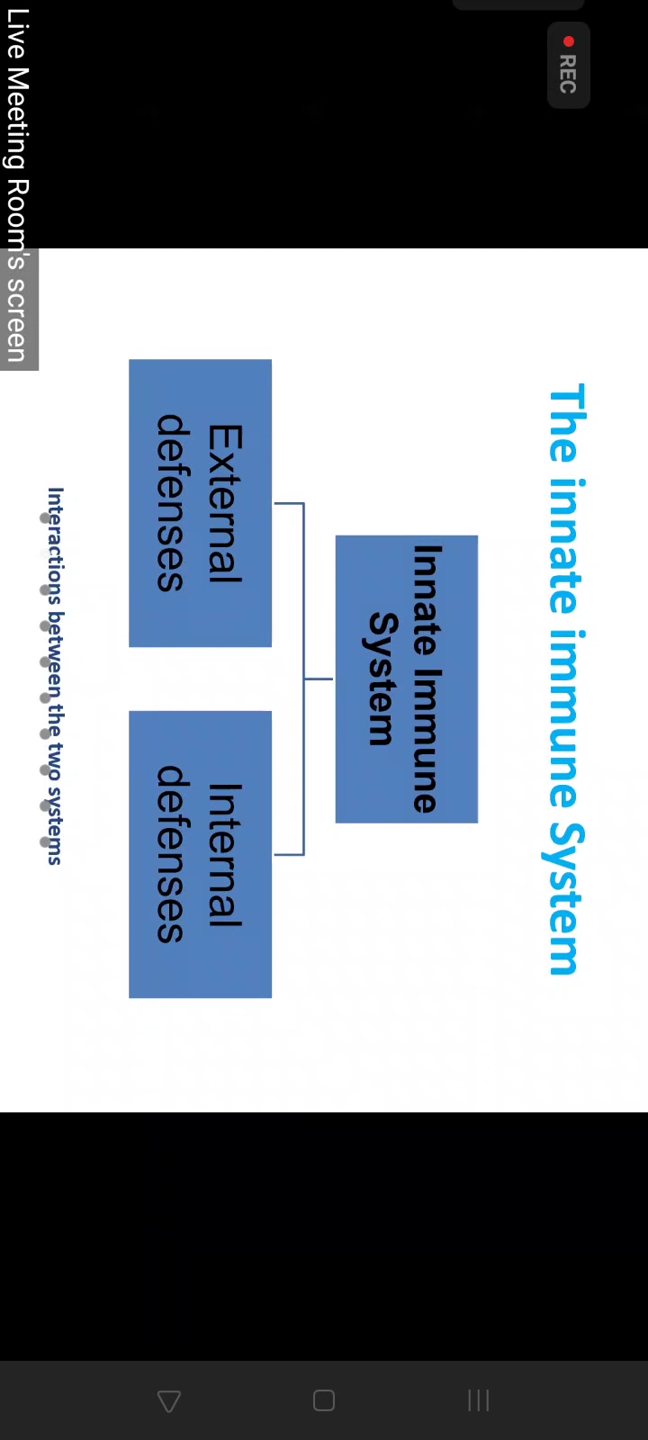 REC
The innate immune System
Innate Immune
System
External
defenses
Internal
defenses
Interactions between the two systems
Live Meeting Room's screen